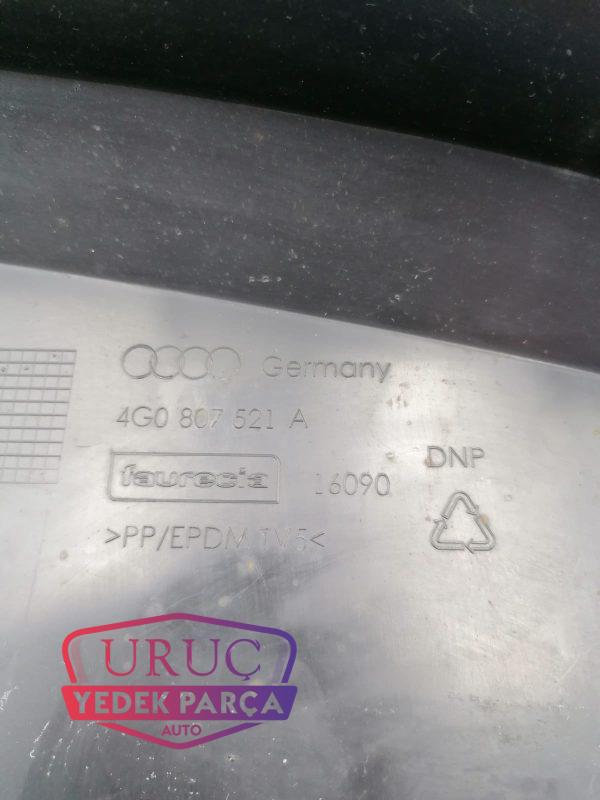 Germany
4G0 807 521 A
faurecia 16090
DNP
>PP/EPDM TV5<
URUÇ
YEDEK PARÇA
AUTO